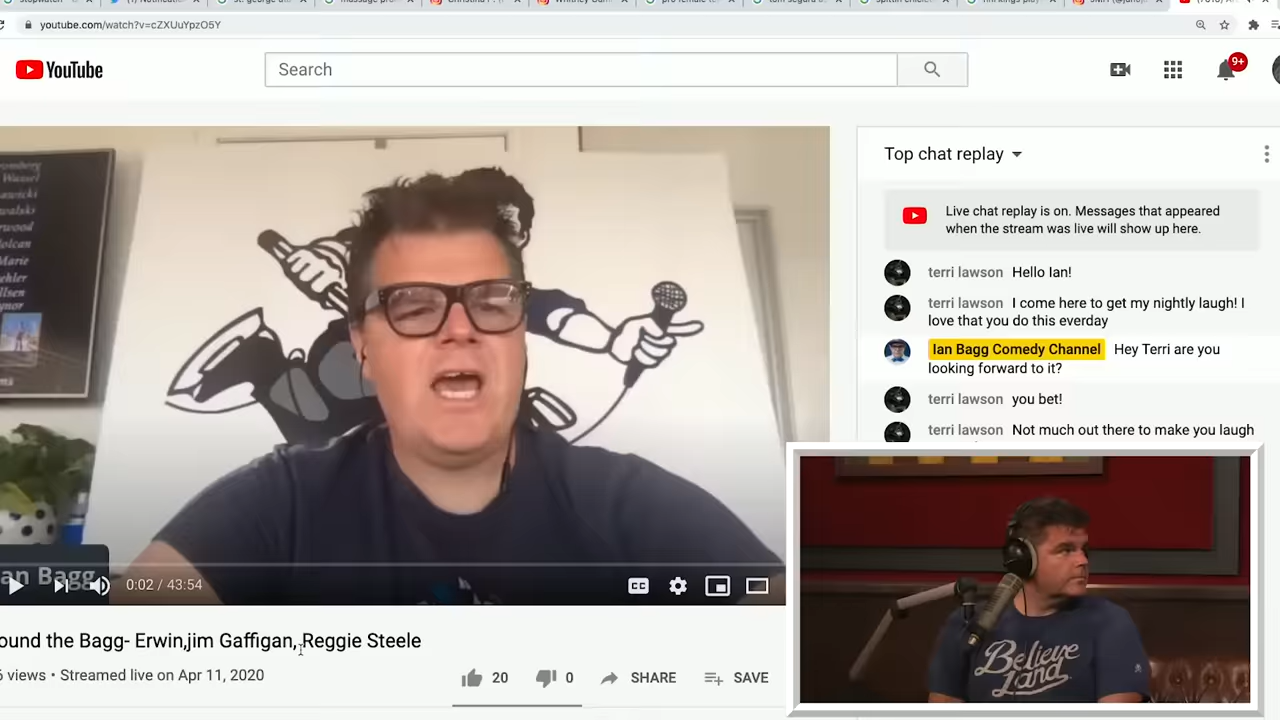 youtube.com/watch?v=cZXUuYpzO5Y
YouTube
Search
9+
Top chat replay
Live chat replay is on. Messages that appeared
when the stream was live will show up here.
terri lawson Hello Ian!
terri lawson I come here to get my nightly laugh! I
love that you do this everday
Ian Bagg Comedy Channel Hey Terri are you
looking forward to it?
terri lawson you bet!
terri lawson Not much out there to make you laugh
an Bagg
0:02 / 43:54
CC
ound the Bagg- Erwin,jim Gaffigan, Reggie Steele
6 views • Streamed live on Apr 11, 2020
20
0
SHARE
SAVE
Believe
Land